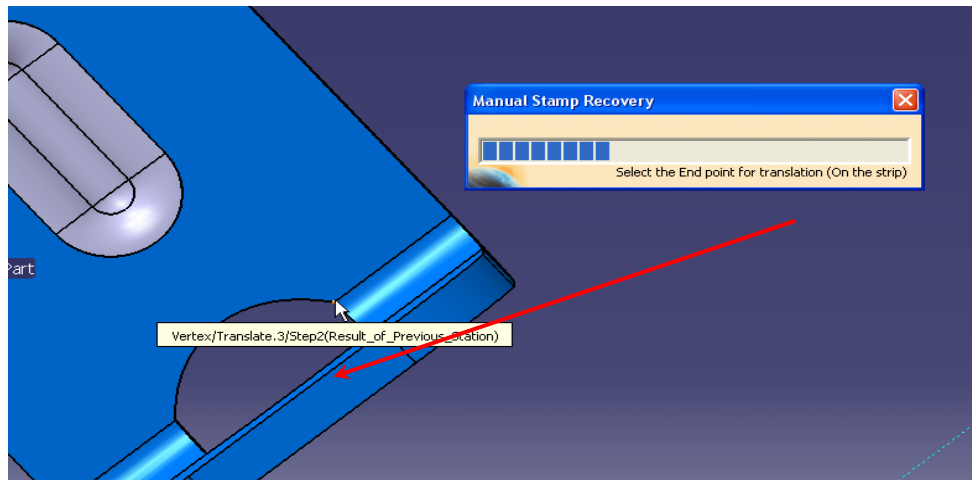 Manual Stamp Recovery
Select the End point for translation (On the strip)
Part
Vertex/Translate.3/Step2(Result_of_Previous_Station)